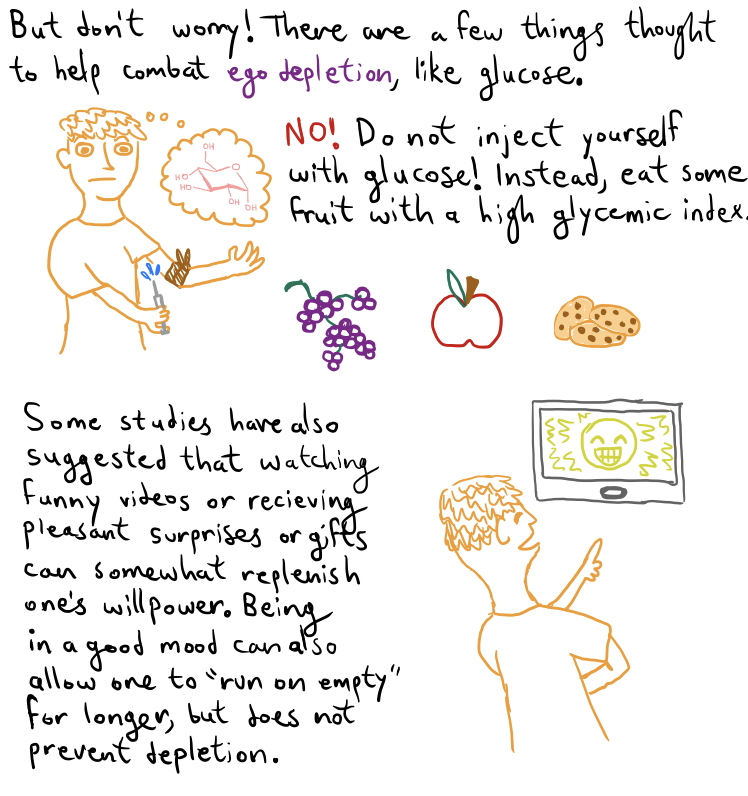 But don't worry! There are a few things thought
to help combat ego depletion, like glucose.
NO! Do not inject yourself
with glucose! Instead, eat some
fruit with a high glycemic index.
OH
HO
HO
O
OH
OH
Some studies have also
suggested that watching
funny videos or recieving
pleasant surprises or gifts
can somewhat replenish
one's willpower. Being
in a good mood can also
allow one to "run on empty"
for longer, but does not
prevent depletion.